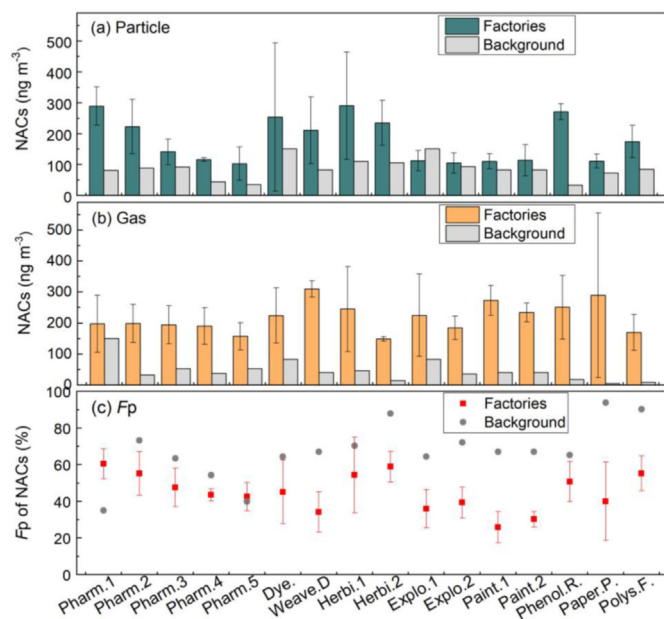 (a) Particle
Factories
Background
NACs (ng m⁻³)
500
400
300
200
100
0
(b) Gas
Factories
Background
NACs (ng m⁻³)
500
400
300
200
100
0
(c) Fp
Factories
Background
Fp of NACs (%)
100
80
60
40
20
0
Pharm.1
Pharm.2
Pharm.3
Pharm.4
Pharm.5
Dye.
Weave.D
Herbi.1
Herbi.2
Explo.1
Explo.2
Paint.1
Paint.2
Phenol.R.
Paper.P.
Polys.F.